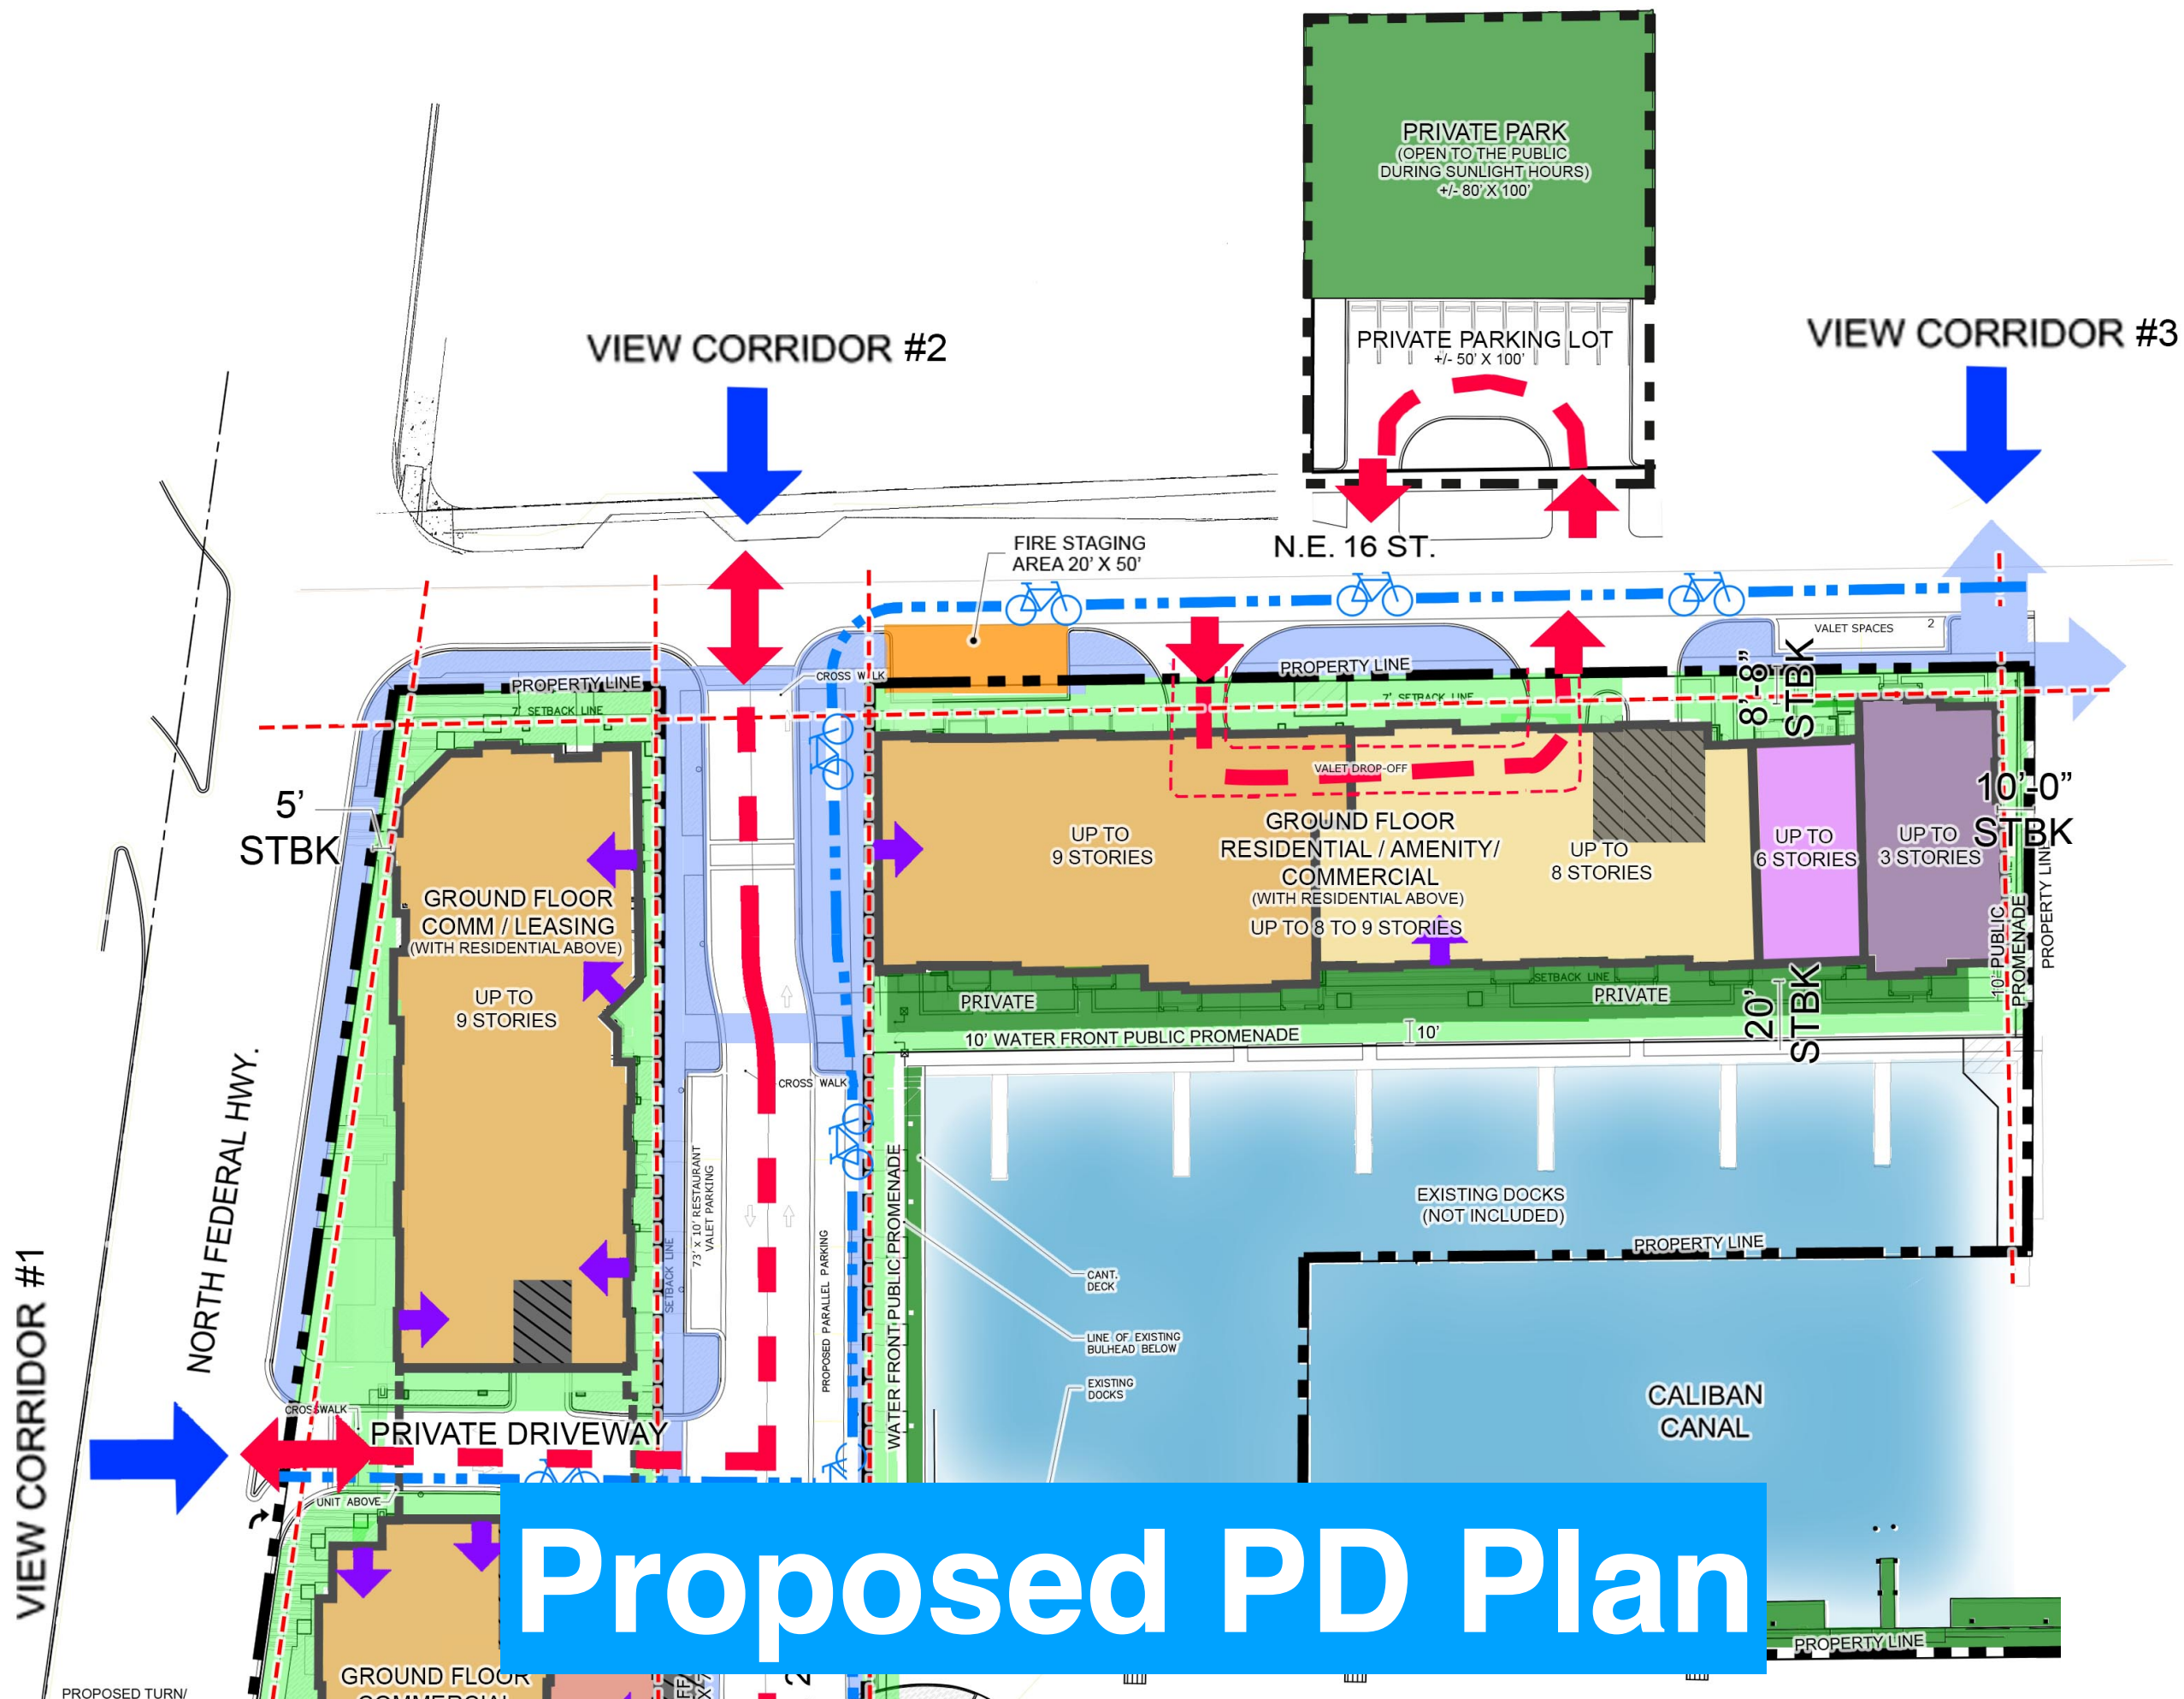 PRIVATE PARK
(OPEN TO THE PUBLIC
DURING SUNLIGHT HOURS)
+/- 80' X 100'
VIEW CORRIDOR #2
PRIVATE PARKING LOT
+/- 50' X 100'
VIEW CORRIDOR #3
FIRE STAGING
AREA 20' X 50'
N.E. 16 ST.
VALET SPACES 2
PROPERTY LINE
7' SETBACK LINE
CROSS WALK
PROPERTY LINE
7' SETBACK LINE
8'-8"
STBK
VALET DROP-OFF
5'
STBK
10'-0"
STBK
UP TO
9 STORIES
GROUND FLOOR
RESIDENTIAL / AMENITY/
COMMERCIAL
(WITH RESIDENTIAL ABOVE)
UP TO 8 TO 9 STORIES
UP TO
8 STORIES
UP TO
6 STORIES
UP TO
3 STORIES
GROUND FLOOR
COMM / LEASING
(WITH RESIDENTIAL ABOVE)
UP TO
9 STORIES
10' PUBLIC
PROMENADE
PROPERTY LINE
SETBACK LINE
PRIVATE
PRIVATE
20'
STBK
10' WATER FRONT PUBLIC PROMENADE
10'
CROSS WALK
NORTH FEDERAL HWY.
73' x 10' RESTAURANT
VALET PARKING
SETBACK LINE
PROPOSED PARALLEL PARKING
WATER FRONT PUBLIC PROMENADE
EXISTING DOCKS
(NOT INCLUDED)
PROPERTY LINE
CANT.
DECK
LINE OF EXISTING
BULHEAD BELOW
EXISTING
DOCKS
CALIBAN
CANAL
VIEW CORRIDOR #1
CROSSWALK
PRIVATE DRIVEWAY
UNIT ABOVE
Proposed PD Plan
PROPERTY LINE
GROUND FLOOR
COMMERCIAL
PROPOSED TURN/